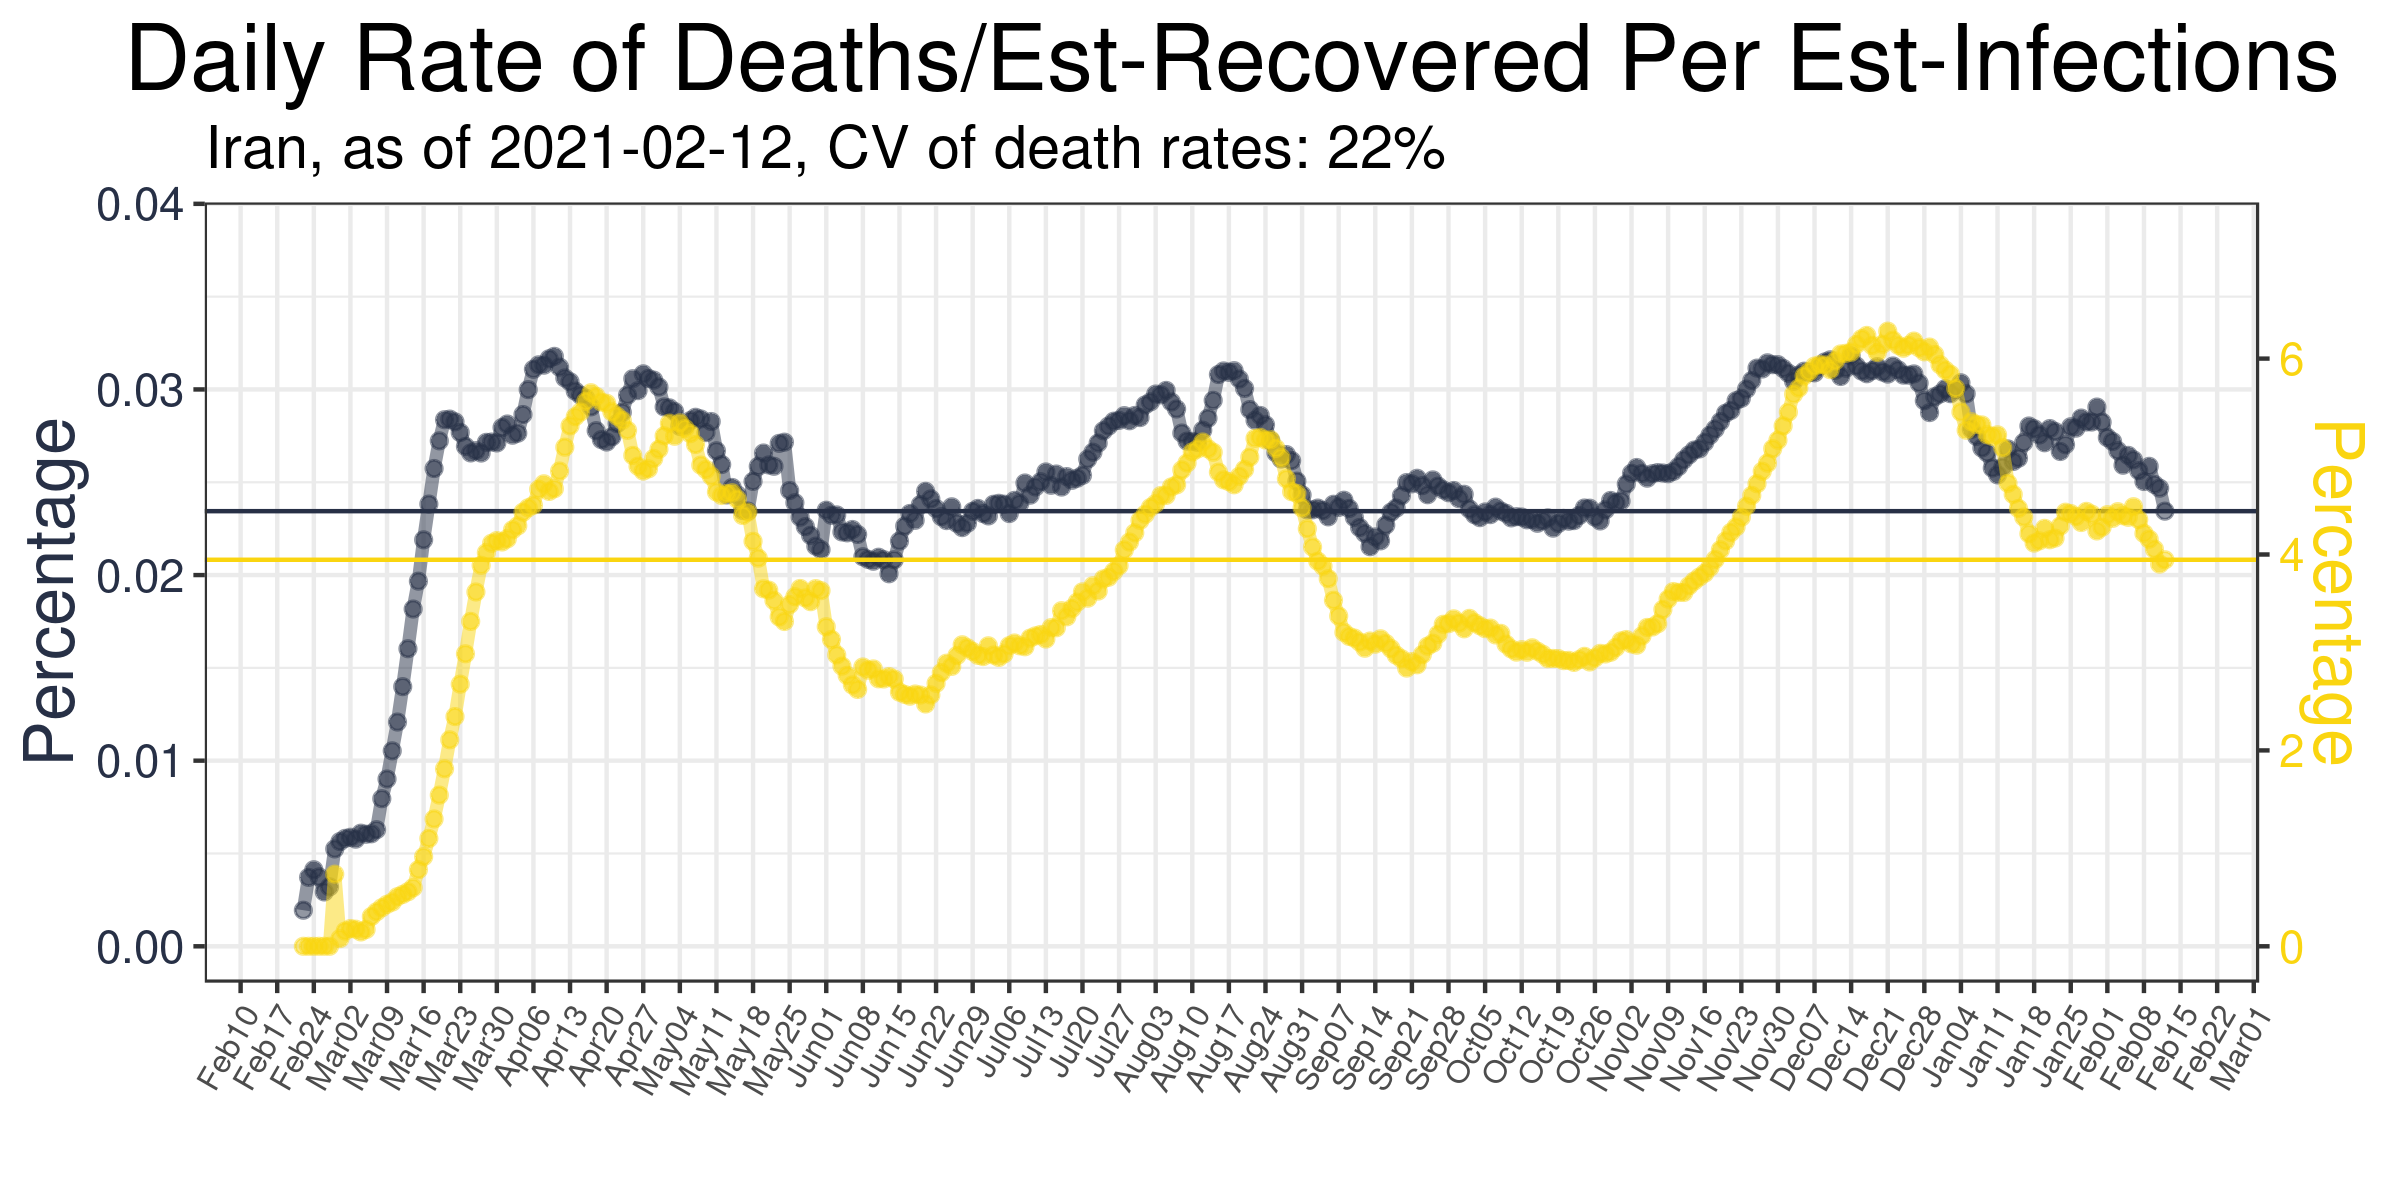 Daily Rate of Deaths/Est-Recovered Per Est-Infections
Iran, as of 2021-02-12, CV of death rates: 22%
Percentage
0.04
0.03
0.02
0.01
0.00
6
4
2
0
Percentage
Feb10
Feb17
Feb24
Mar02
Mar09
Mar16
Mar23
Mar30
Apr06
Apr13
Apr20
Apr27
May04
May11
May18
May25
Jun01
Jun08
Jun15
Jun22
Jun29
Jul06
Jul13
Jul20
Jul27
Aug03
Aug10
Aug17
Aug24
Aug31
Sep07
Sep14
Sep21
Sep28
Oct05
Oct12
Oct19
Oct26
Nov02
Nov09
Nov16
Nov23
Nov30
Dec07
Dec14
Dec21
Dec28
Jan04
Jan11
Jan18
Jan25
Feb01
Feb08
Feb15
Feb22
Mar01